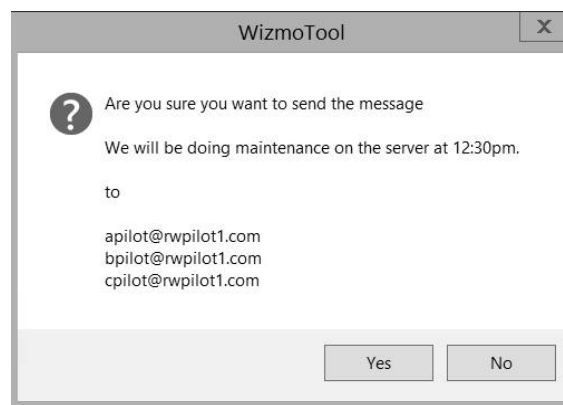 WizmoTool
X
?
Are you sure you want to send the message
We will be doing maintenance on the server at 12:30pm.
to
apilot@rwpilot1.com
bpilot@rwpilot1.com
cpilot@rwpilot1.com
Yes
No